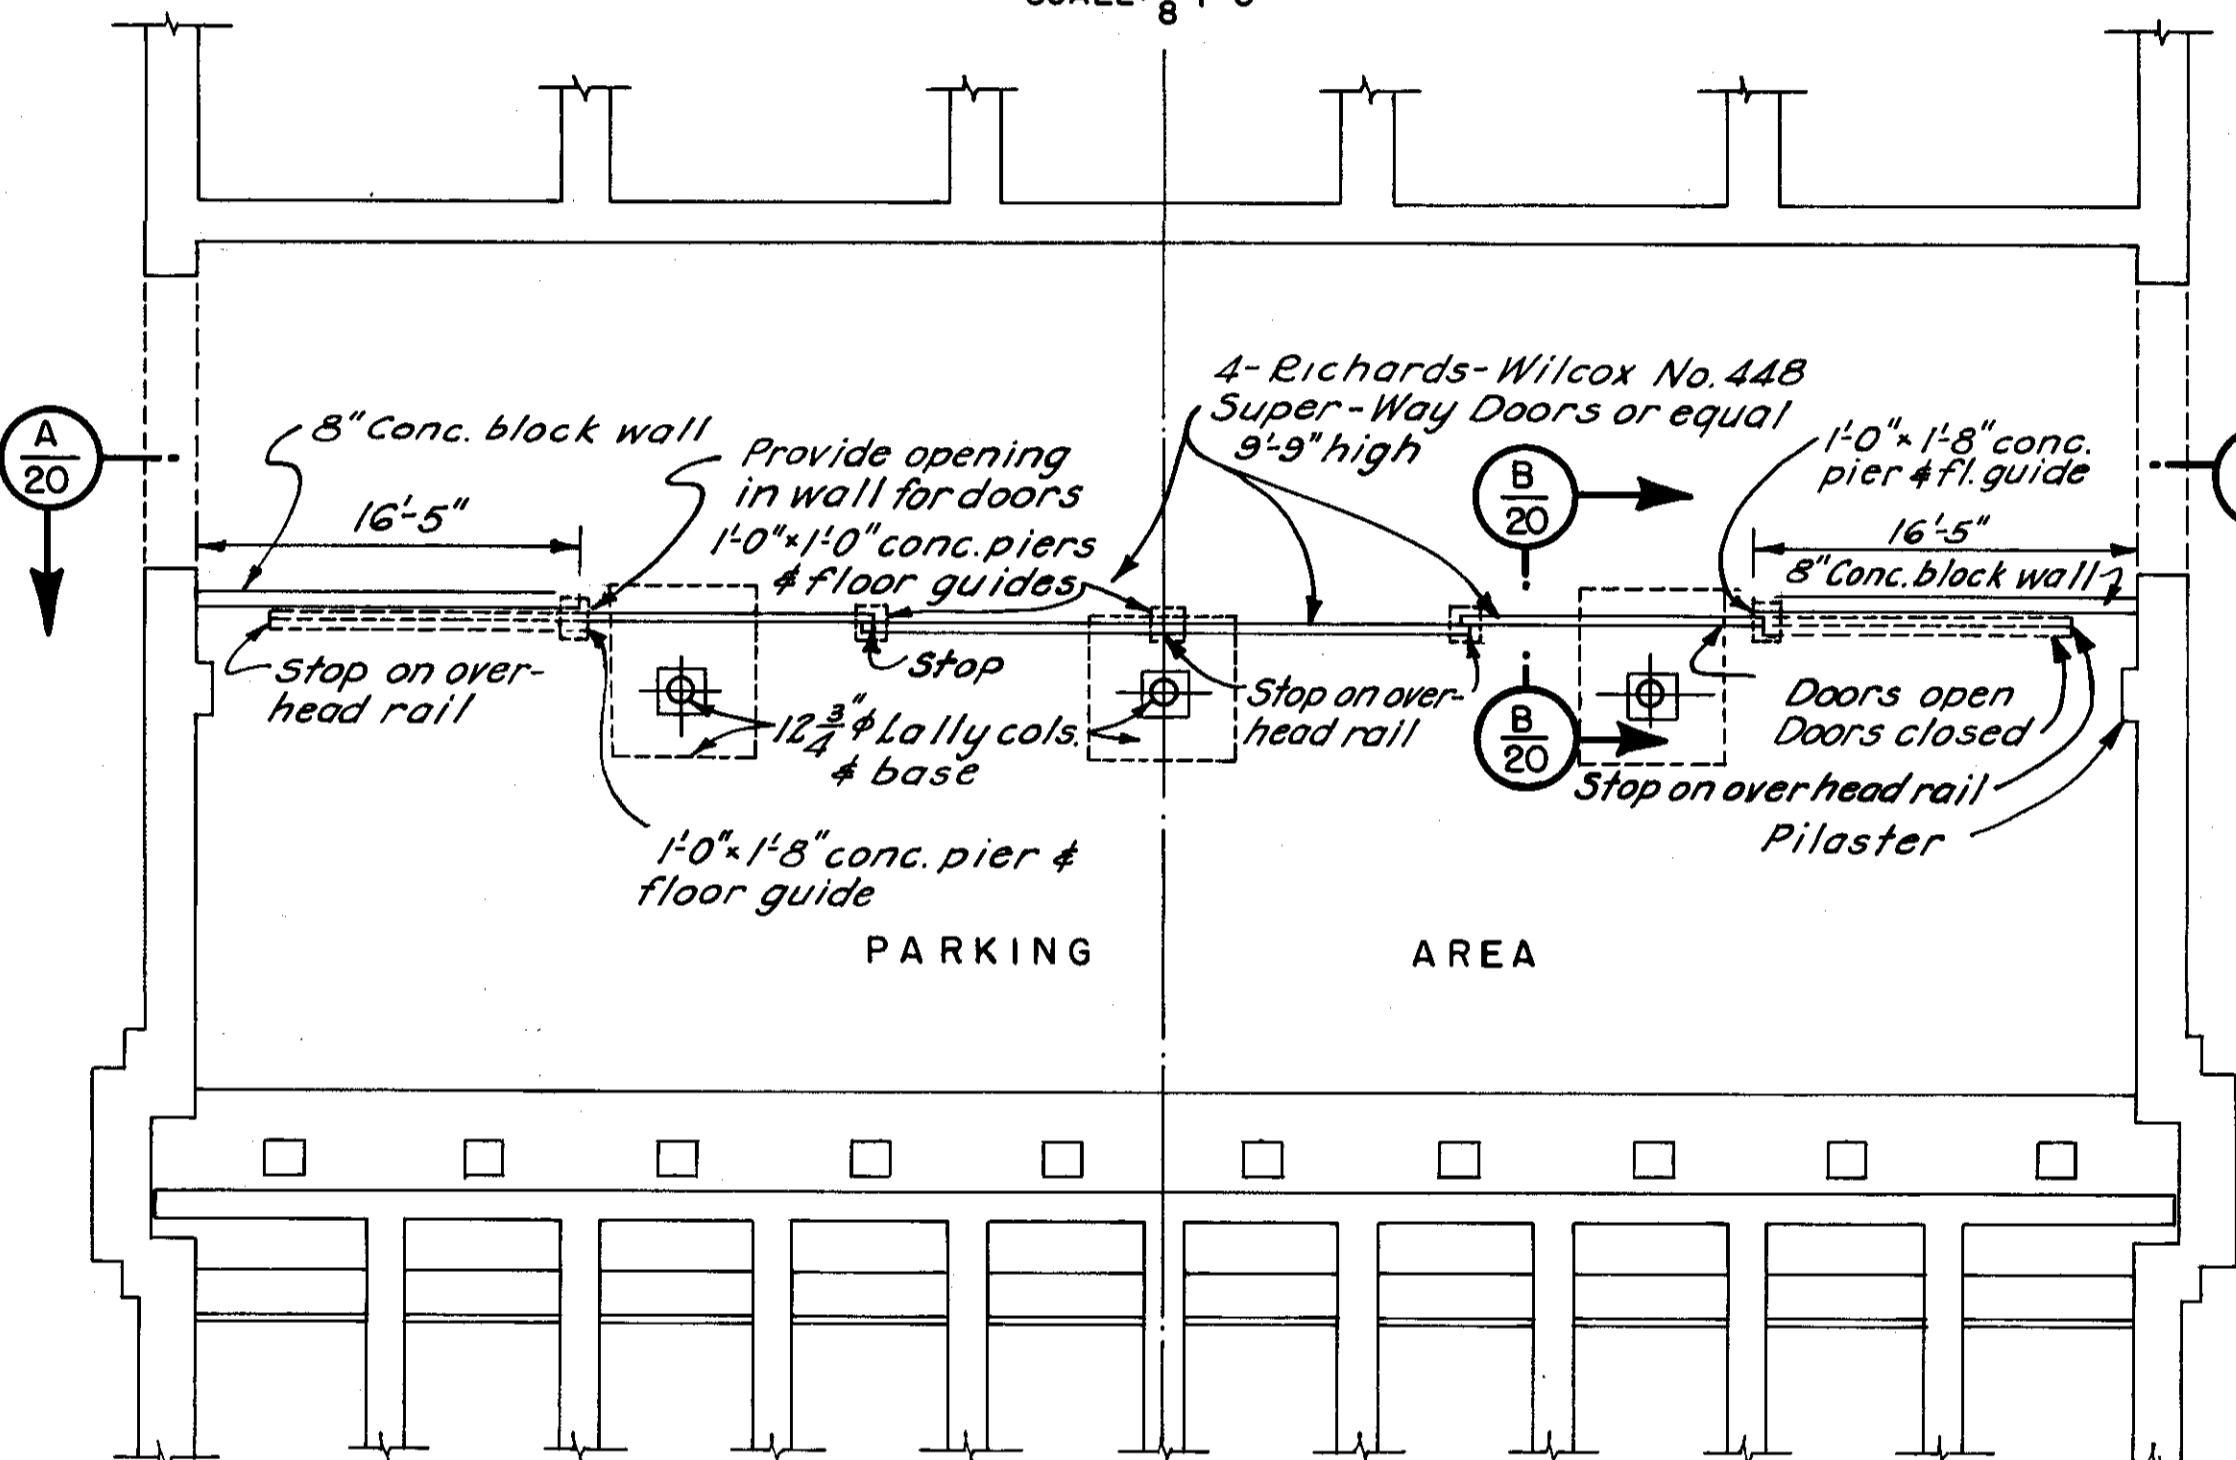 8
4-Richards-Wilcox No. 448
Super-Way Doors or equal
9'-9" high
8" Conc. block wall
Provide opening
in wall for doors
1'-0" x 1'-0" conc. piers
& floor guides
1'-0" x 1'-8" conc.
pier & fl. guide
A
20
B
20
16'-5"
16'-5"
8" Conc. block wall
Stop on over-
head rail
Stop
12 3/4" φ Lally cols.
& base
Stop on over-
head rail
B
20
Doors open
Doors closed
Stop on overhead rail
Pilaster
1'-0" x 1'-8" conc. pier &
floor guide
PARKING AREA